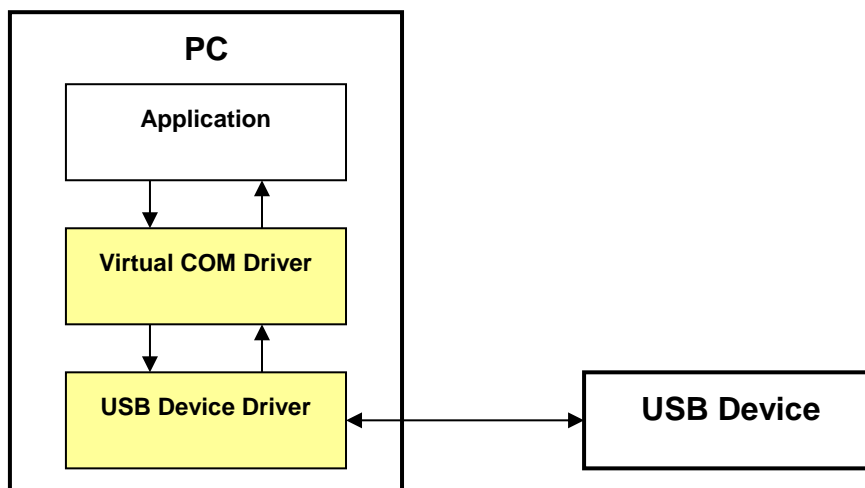 PC
Application
Virtual COM Driver
USB Device Driver
USB Device